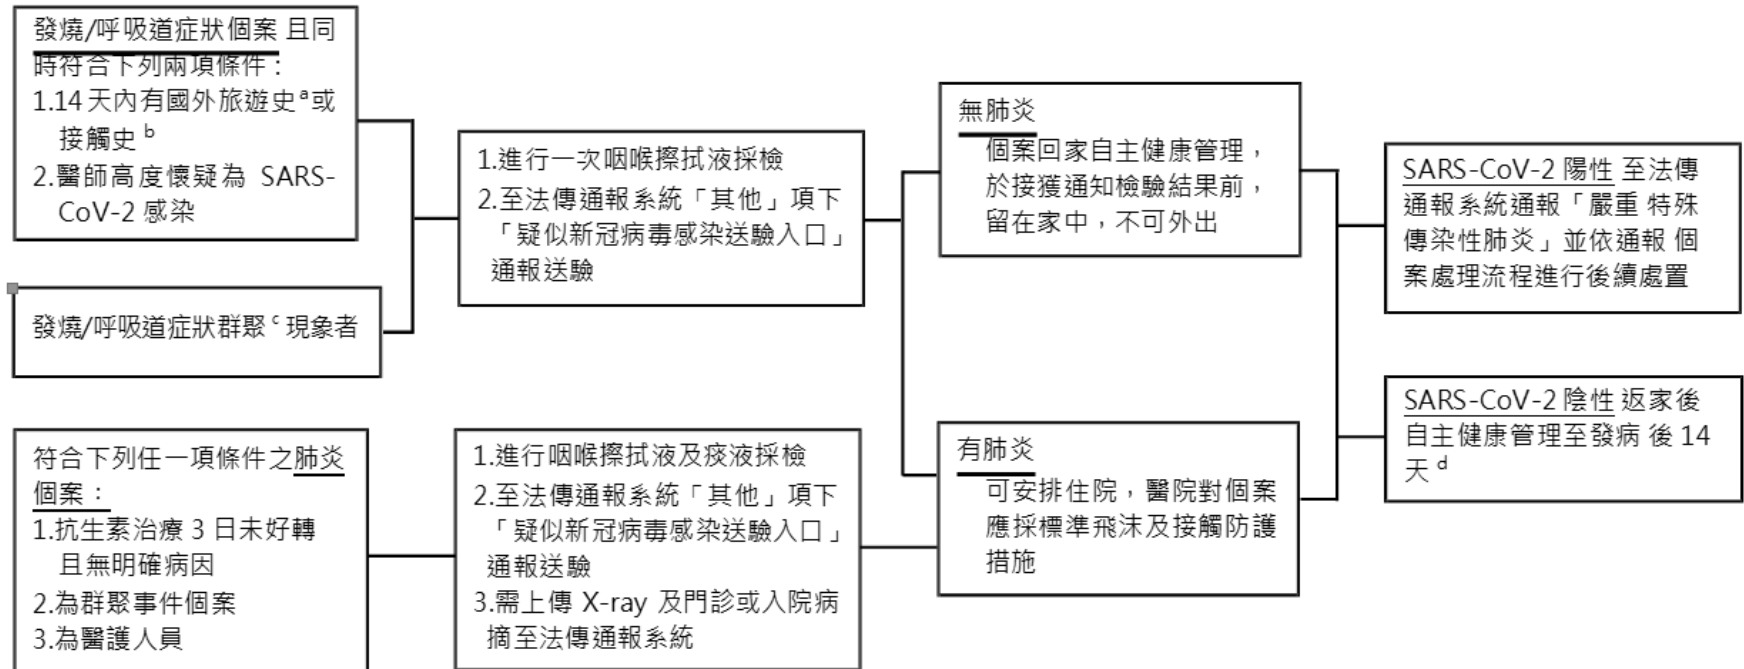 發燒/呼吸道症狀個案 且同
時符合下列兩項條件：
1.14 天內有國外旅遊史ᵃ或
接觸史 ᵇ
2.醫師高度懷疑為 SARS-
CoV-2 感染
發燒/呼吸道症狀群聚 ᶜ 現象者
符合下列任一項條件之肺炎
個案：
1.抗生素治療 3 日未好轉
且無明確病因
2.為群聚事件個案
3.為醫護人員
1.進行一次咽喉擦拭液採檢
2.至法傳通報系統「其他」項下
「疑似新冠病毒感染送驗入口」
通報送驗
1.進行咽喉擦拭液及痰液採檢
2.至法傳通報系統「其他」項下
「疑似新冠病毒感染送驗入口」
通報送驗
3.需上傳 X-ray 及門診或入院病
摘至法傳通報系統
無肺炎
個案回家自主健康管理，
於接獲通知檢驗結果前，
留在家中，不可外出
有肺炎
可安排住院，醫院對個案
應採標準飛沫及接觸防護
措施
SARS-CoV-2 陽性 至法傳
通報系統通報「嚴重 特殊
傳染性肺炎」並依通報 個
案處理流程進行後續處置
SARS-CoV-2 陰性 返家後
自主健康管理至發病 後 14
天 ᵈ